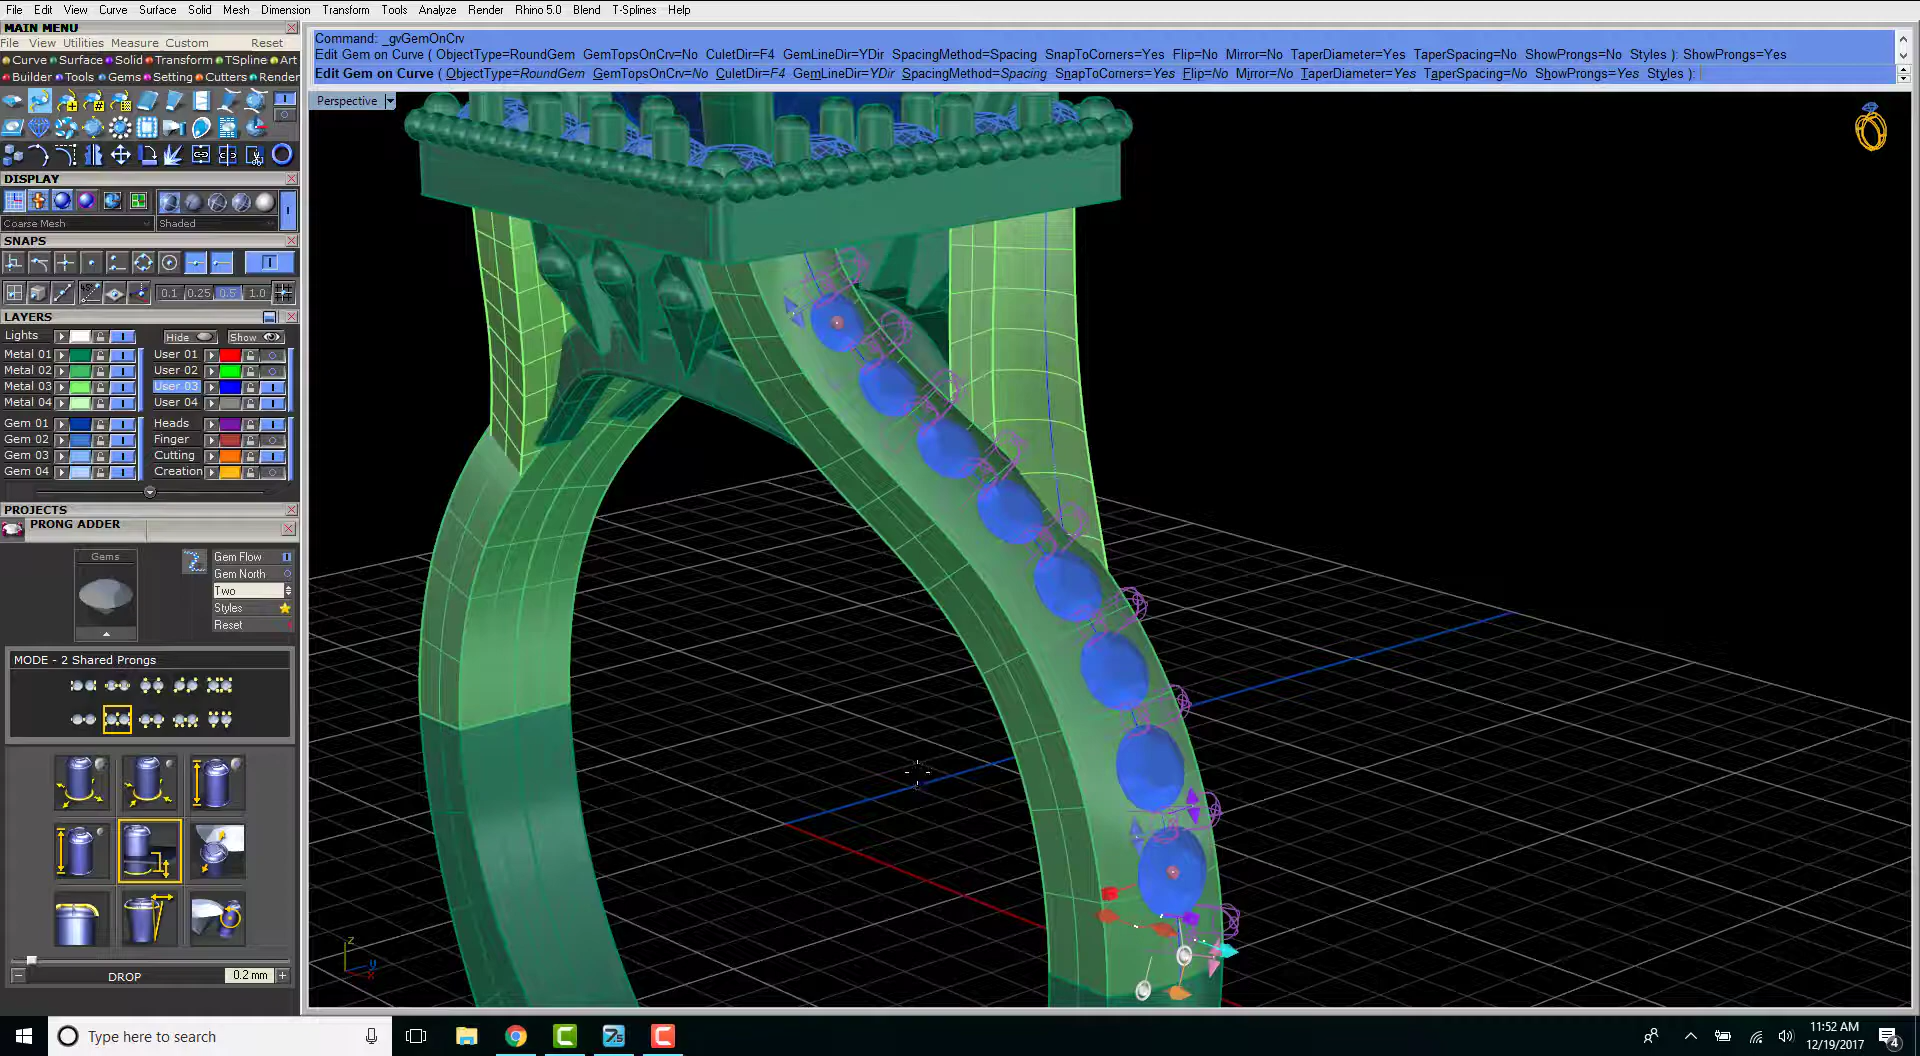 File Edit View Curve Surface Solid Mesh Dimension Transform Tools Analyze Render Rhino 5.0 Blend T-Splines Help
MAIN MENU
File View Utilities Measure Custom Reset
Curve Surface Solid Transform TSpline Art
Builder Tools Gems Setting Cutters Render
DISPLAY
Coarse Mesh Shaded
SNAPS
0.1 0.25 0.5 1.0
LAYERS
Lights Hide Show
Metal 01 User 01
Metal 02 User 02
Metal 03 User 03
Metal 04 User 04
Gem 01 Heads
Gem 02 Finger
Gem 03 Cutting
Gem 04 Creation
PROJECTS
PRONG ADDER
Gems
Gem Flow
Gem North
Two
Styles
Reset
MODE - 2 Shared Prongs
DROP 0.2 mm
Command: _gvGemOnCrv
Edit Gem on Curve ( ObjectType=RoundGem GemTopsOnCrv=No CuletDir=F4 GemLineDir=YDir SpacingMethod=Spacing SnapToCorners=Yes Flip=No Mirror=No TaperDiameter=Yes TaperSpacing=No ShowProngs=No Styles ): ShowProngs=Yes
Edit Gem on Curve ( ObjectType=RoundGem GemTopsOnCrv=No CuletDir=F4 GemLineDir=YDir SpacingMethod=Spacing SnapToCorners=Yes Flip=No Mirror=No TaperDiameter=Yes TaperSpacing=No ShowProngs=Yes Styles ):
Perspective
z
y
x
Type here to search
7.5
11:52 AM
12/19/2017
4